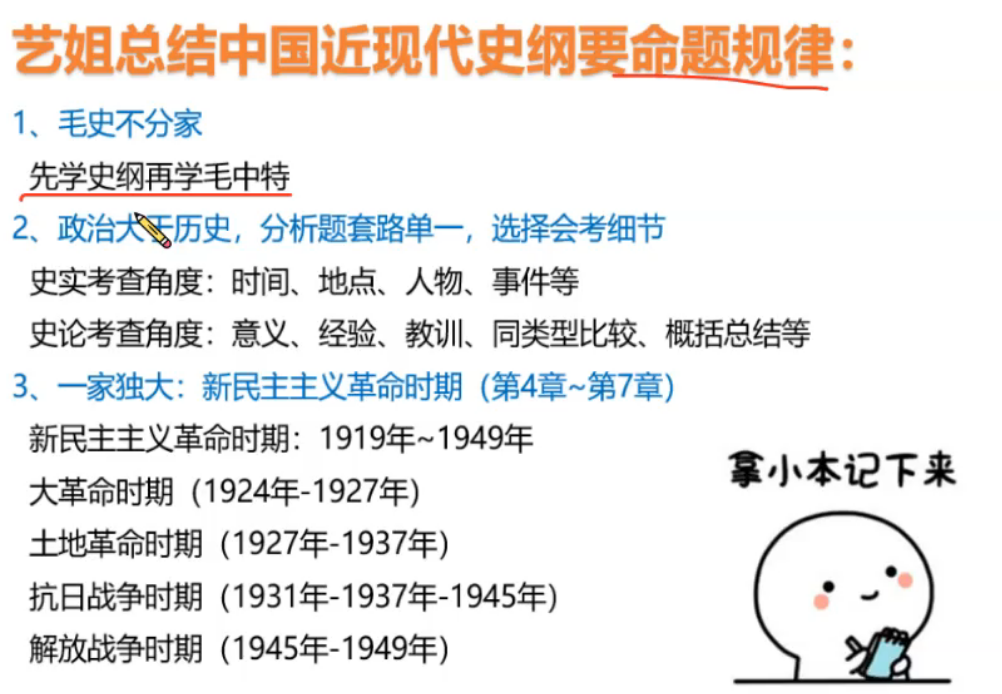 艺姐总结中国近现代史纲要命题规律：
1、毛史不分家
先学史纲再学毛中特
2、政治大于历史，分析题套路单一，选择会考细节
史实考查角度：时间、地点、人物、事件等
史论考查角度：意义、经验、教训、同类型比较、概括总结等
3、一家独大：新民主主义革命时期（第4章~第7章）
新民主主义革命时期：1919年~1949年
大革命时期（1924年-1927年）
土地革命时期（1927年-1937年）
抗日战争时期（1931年-1937年-1945年）
解放战争时期（1945年-1949年）
拿小本记下来